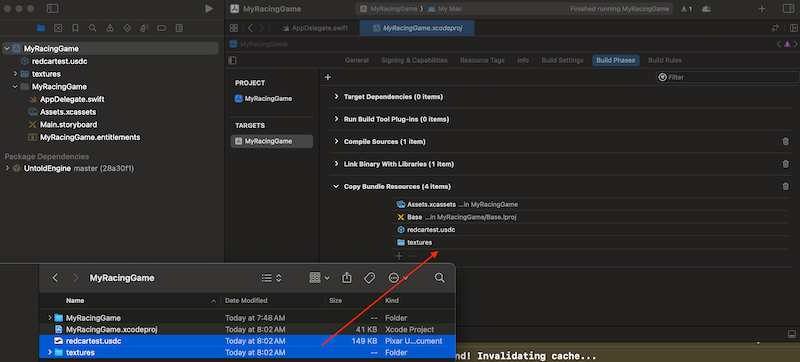 MyRacingGame
MyRacingGame
My Mac
Finished running MyRacingGame
1
AppDelegate.swift
MyRacingGame.xcodeproj
MyRacingGame
MyRacingGame
redcartest.usdc
textures
MyRacingGame
AppDelegate.swift
Assets.xcassets
Main.storyboard
MyRacingGame.entitlements
Package Dependencies
UntoldEngine master (28a30f1)
General
Signing & Capabilities
Resource Tags
Info
Build Settings
Build Phases
Build Rules
Filter
PROJECT
MyRacingGame
TARGETS
MyRacingGame
Target Dependencies (0 items)
Run Build Tool Plug-ins (0 items)
Compile Sources (1 item)
Link Binary With Libraries (1 item)
Copy Bundle Resources (4 items)
Assets.xcassets ...in MyRacingGame
Base ...in MyRacingGame/Base.lproj
redcartest.usdc
textures
MyRacingGame
Name Date Modified Size Kind
MyRacingGame Today at 7:48 AM -- Folder
MyRacingGame.xcodeproj Today at 8:02 AM 41 KB Xcode Project
redcartest.usdc Today at 8:02 AM 149 KB Pixar U...cument
textures Today at 8:02 AM -- Folder
nd! Invalidating cache...